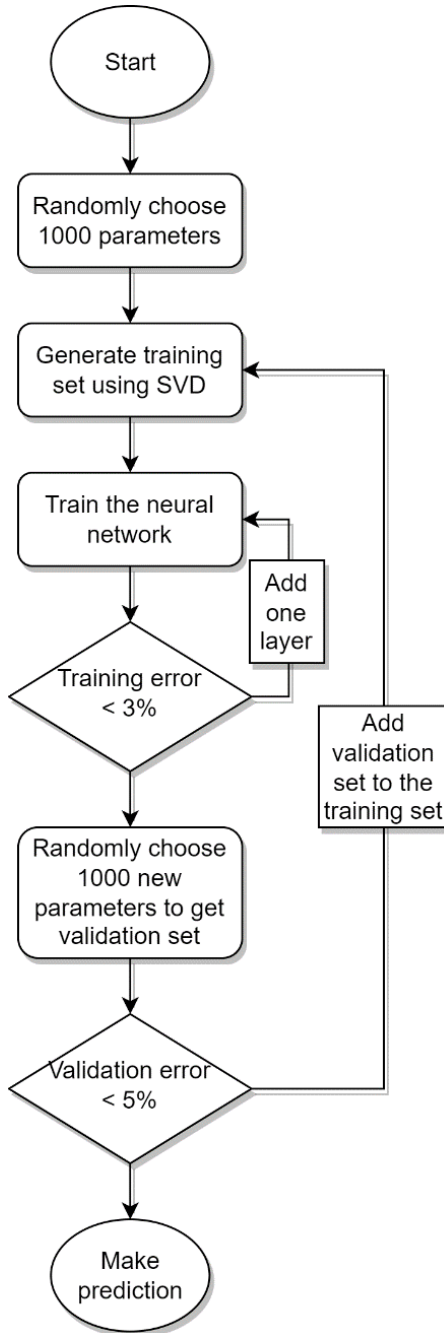 Start
Randomly choose
1000 parameters
Generate training
set using SVD
Train the neural
network
Add
one
layer
Training error
< 3%
Add
validation
set to the
training set
Randomly choose
1000 new
parameters to get
validation set
Validation error
< 5%
Make
prediction